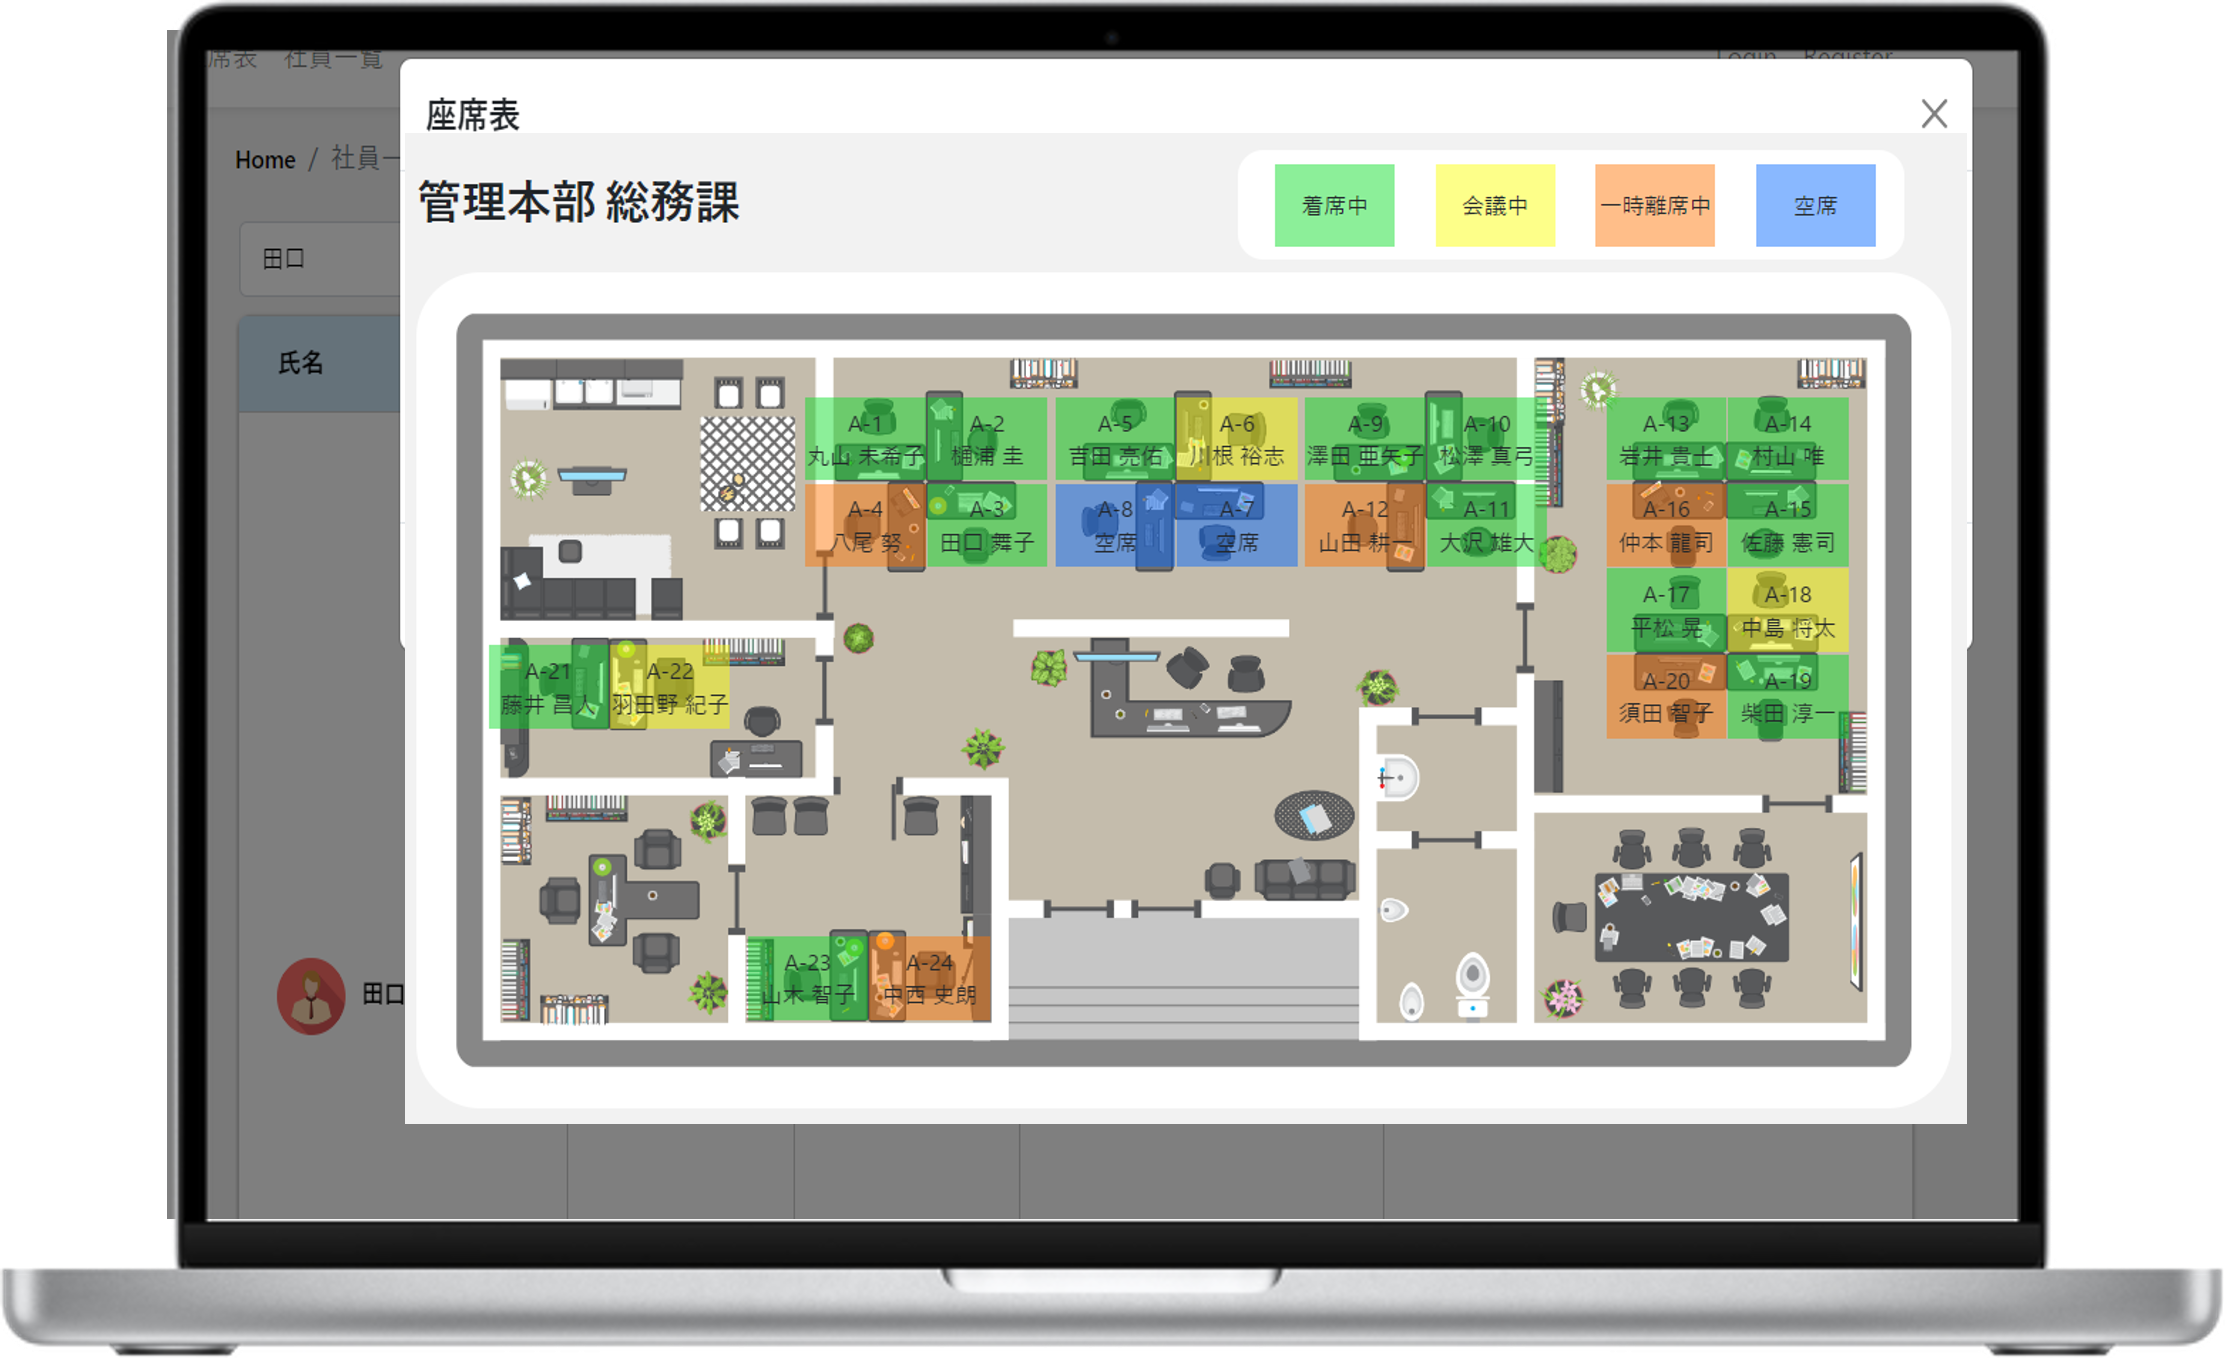 席表 社員一覧
Login Register
座席表
Home / 社員一
管理本部 総務課
着席中
会議中
一時離席中
空席
田口
氏名
A-1
丸山 未希子
A-2
樋浦 圭
A-5
吉田 亮佑
A-6
川根 裕志
A-9
澤田 亜矢子
A-10
松澤 真弓
A-13
岩井 貴士
A-14
村山 唯
A-4
八尾 努
A-3
田口 舞子
A-8
空席
A-7
空席
A-12
山田 耕一
A-11
大沢 雄大
A-16
仲本 龍司
A-15
佐藤 憲司
A-17
平松 晃
A-18
中島 将太
A-21
藤井 昌人
A-22
羽田野 紀子
A-20
須田 智子
A-19
柴田 淳一
A-23
山木 智子
A-24
中西 史朗
田口